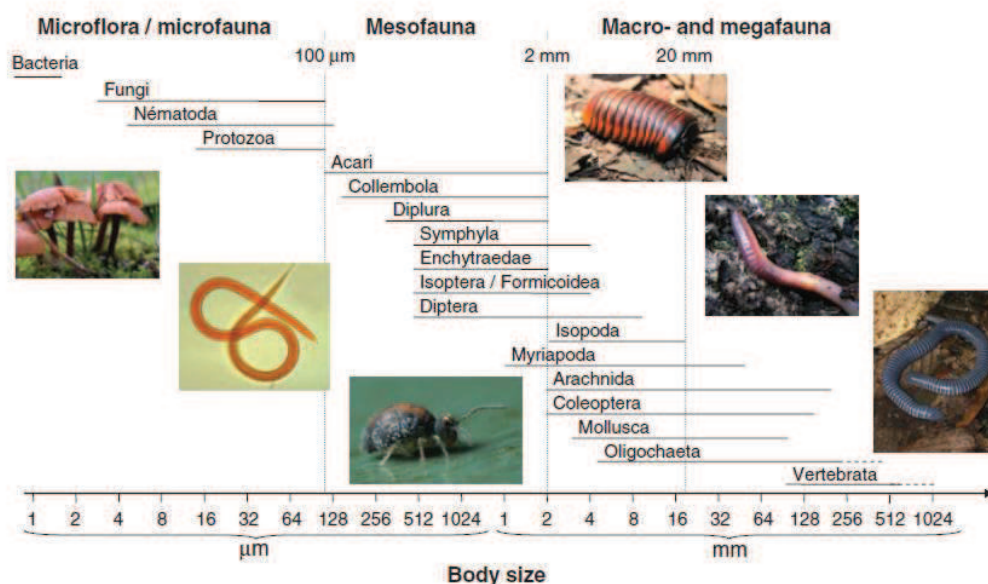 Microflora / microfauna Mesofauna Macro- and megafauna
100 μm 2 mm 20 mm
Bacteria
Fungi
Nématoda
Protozoa
Acari
Collembola
Diplura
Symphyla
Enchytraedae
Isoptera / Formicoidea
Diptera
Isopoda
Myriapoda
Arachnida
Coleoptera
Mollusca
Oligochaeta
Vertebrata
1 2 4 8 16 32 64 128 256 512 1024 1 2 4 8 16 32 64 128 256 512 1024
μm mm
Body size